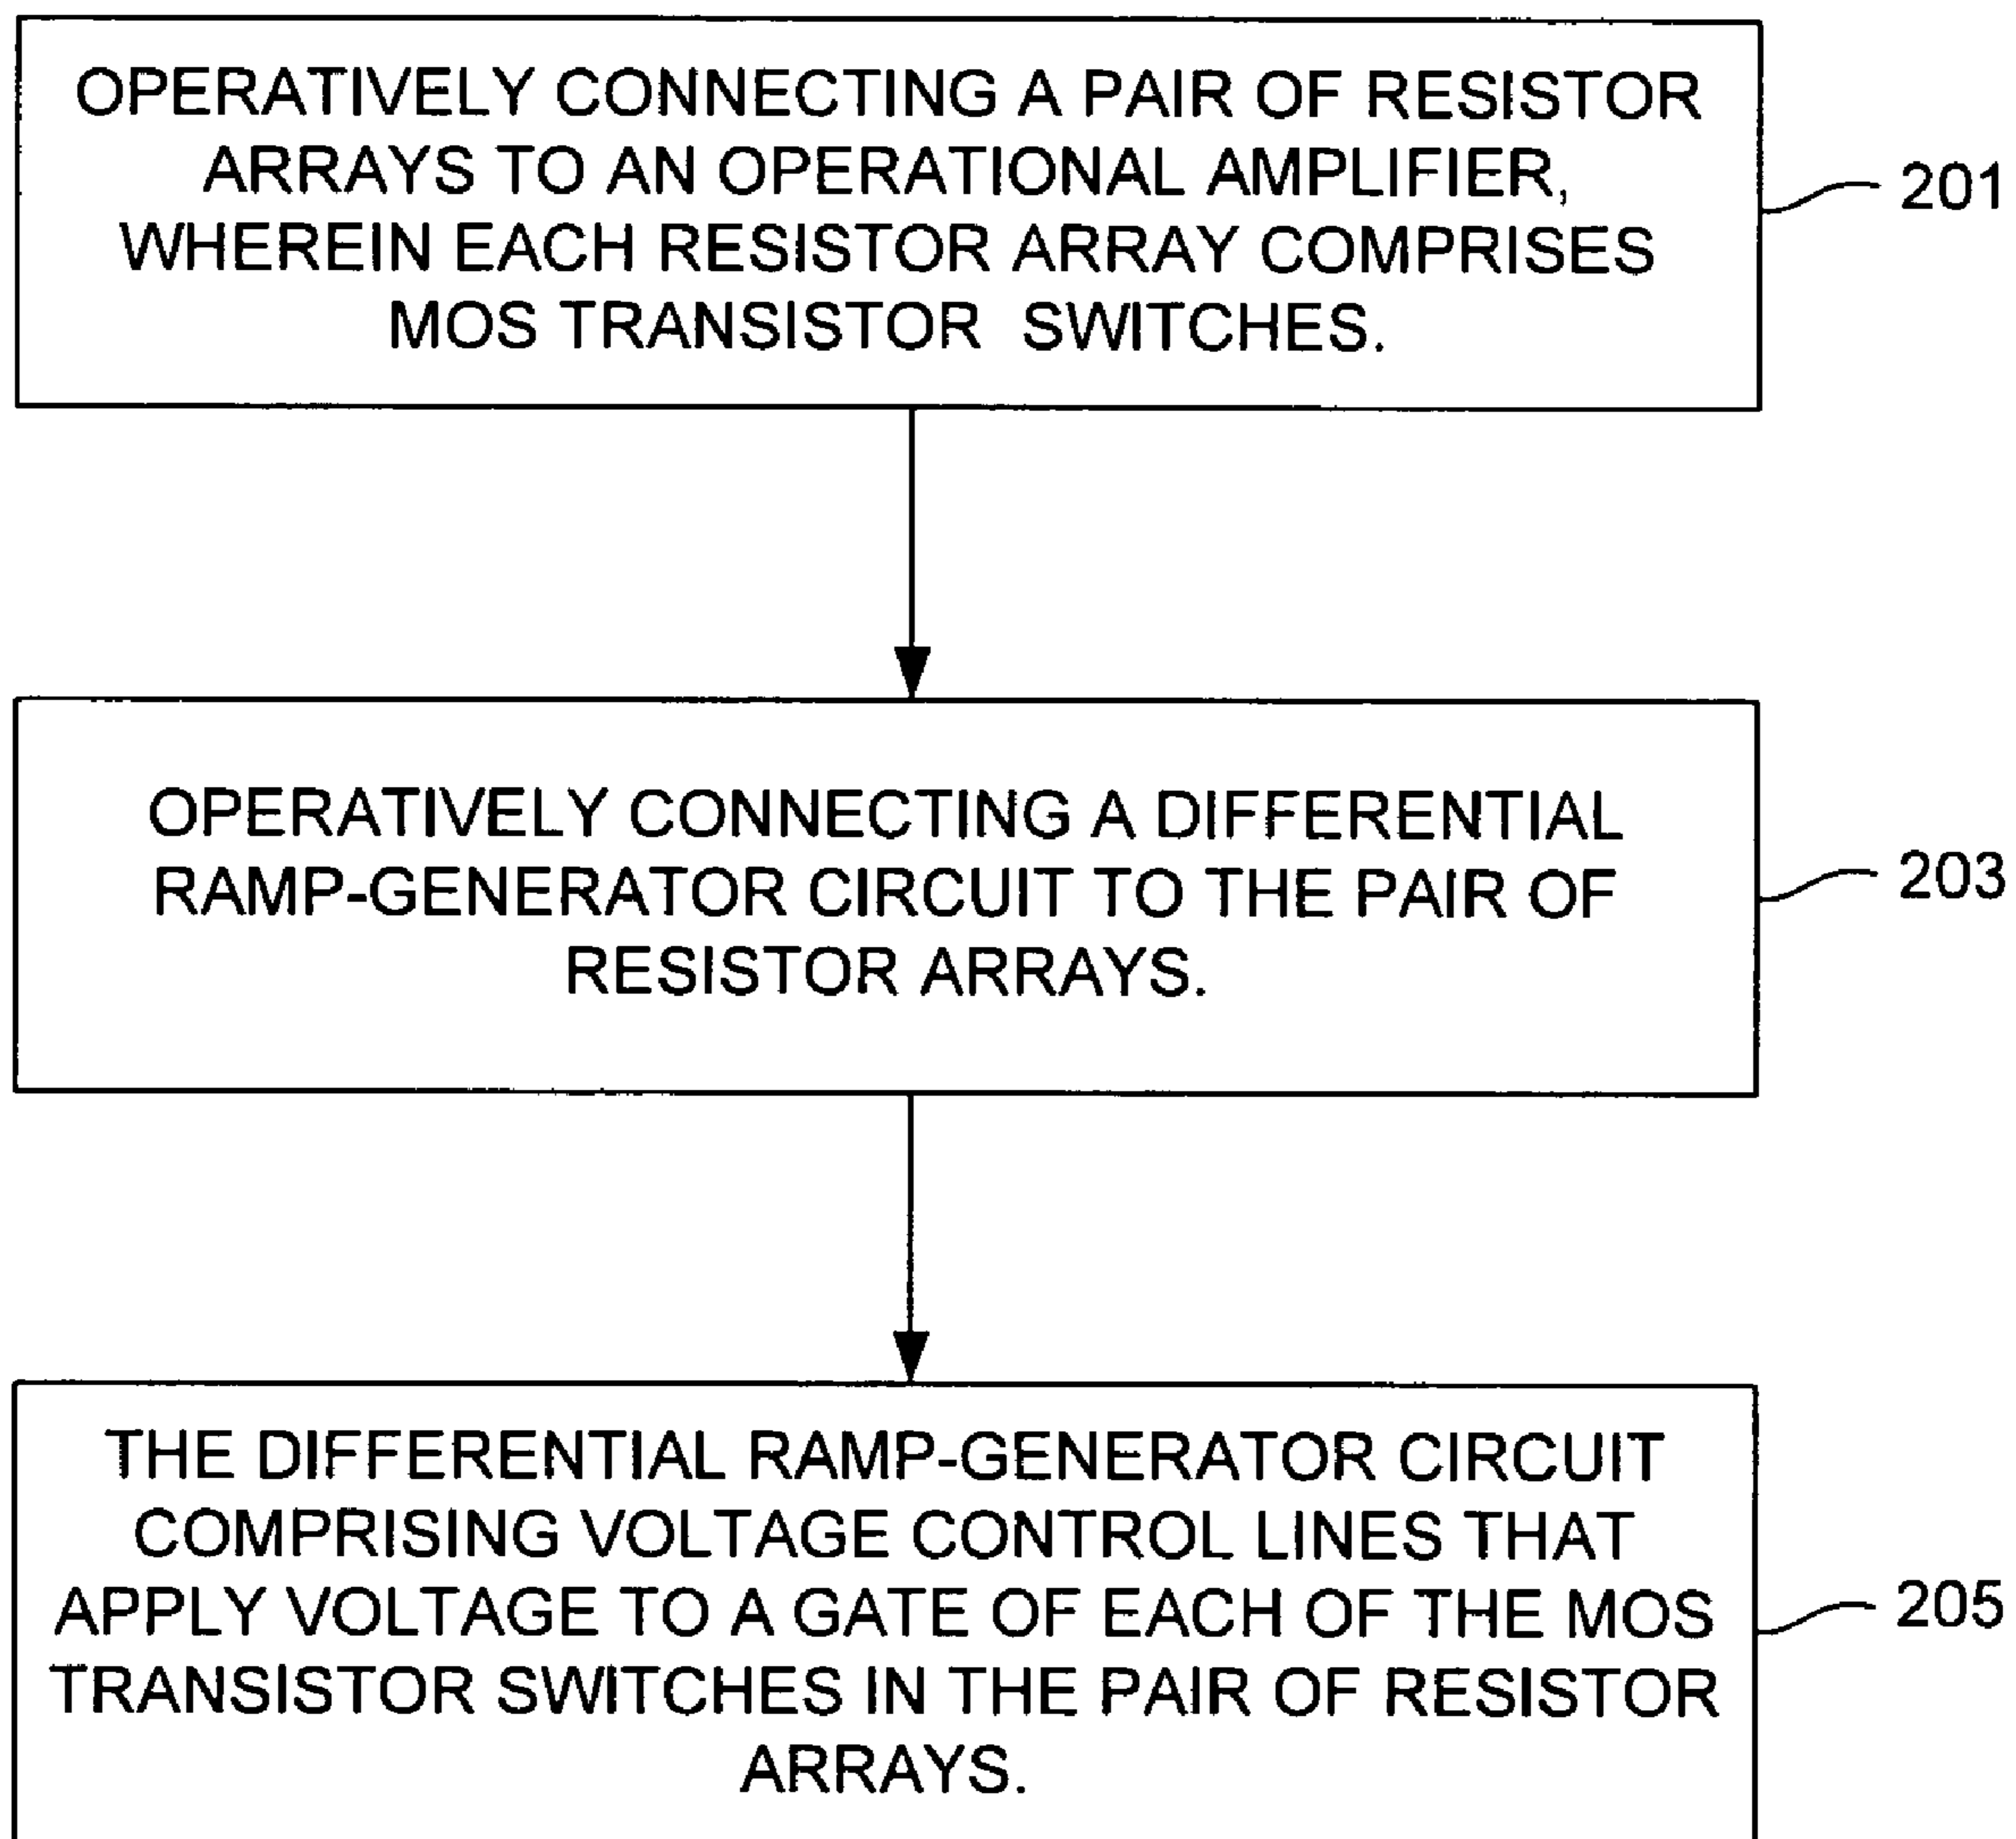 OPERATIVELY CONNECTING A PAIR OF RESISTOR
ARRAYS TO AN OPERATIONAL AMPLIFIER,
WHEREIN EACH RESISTOR ARRAY COMPRISES
MOS TRANSISTOR SWITCHES.
201
OPERATIVELY CONNECTING A DIFFERENTIAL
RAMP-GENERATOR CIRCUIT TO THE PAIR OF
RESISTOR ARRAYS.
203
THE DIFFERENTIAL RAMP-GENERATOR CIRCUIT
COMPRISING VOLTAGE CONTROL LINES THAT
APPLY VOLTAGE TO A GATE OF EACH OF THE MOS
TRANSISTOR SWITCHES IN THE PAIR OF RESISTOR
ARRAYS.
205